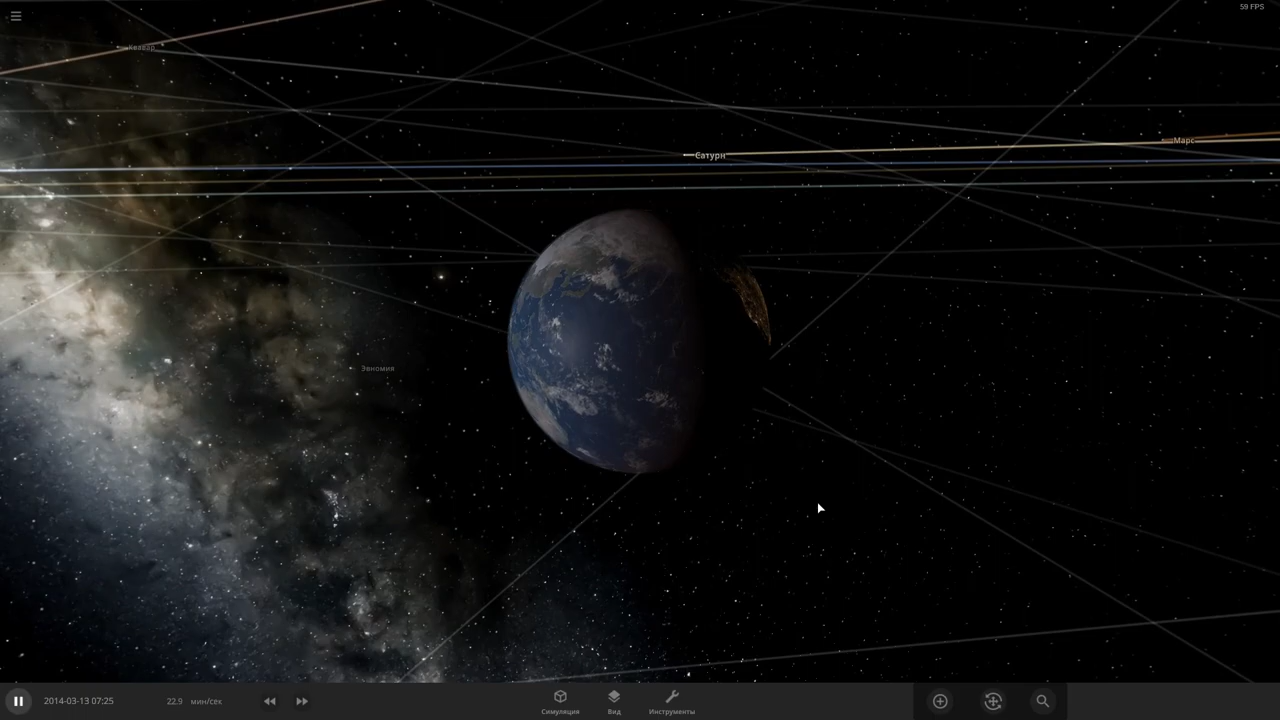 59 FPS
Квавар
Марс
Сатурн
Эвномия
2014-03-13 07:25
22.9 мин/сек
Симуляция
Вид
Инструменты